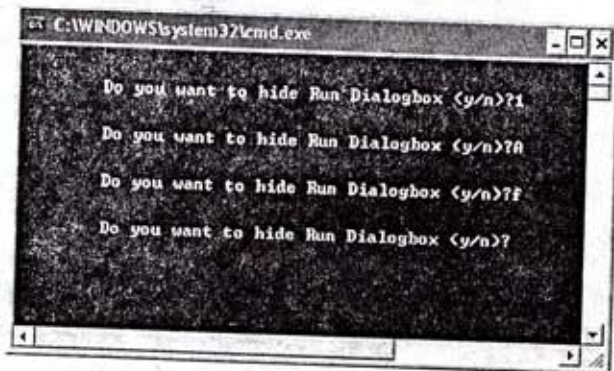 C:\WINDOWS\system32\cmd.exe
Do you want to hide Run Dialogbox (y/n)?1
Do you want to hide Run Dialogbox (y/n)?A
Do you want to hide Run Dialogbox (y/n)?f
Do you want to hide Run Dialogbox (y/n)?